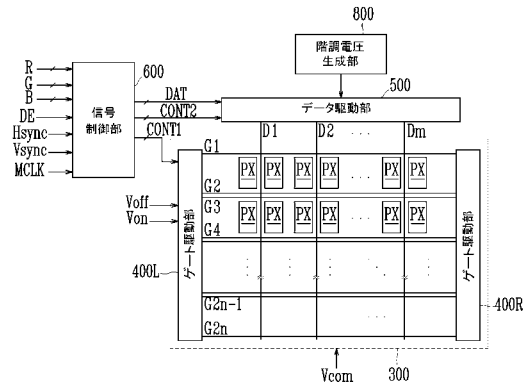 800
階調電圧
生成部
R
G
B
DE
Hsync
Vsync
MCLK
600
信号
制御部
DAT
CONT2
CONT1
500
データ駆動部
D1 D2 ... Dm
G1
PX PX PX PX ... PX
G2
Voff
Von
G3
PX PX PX PX ... PX
G4
ゲート駆動部
ゲート駆動部
400L
400R
G2n-1
G2n
Vcom
300